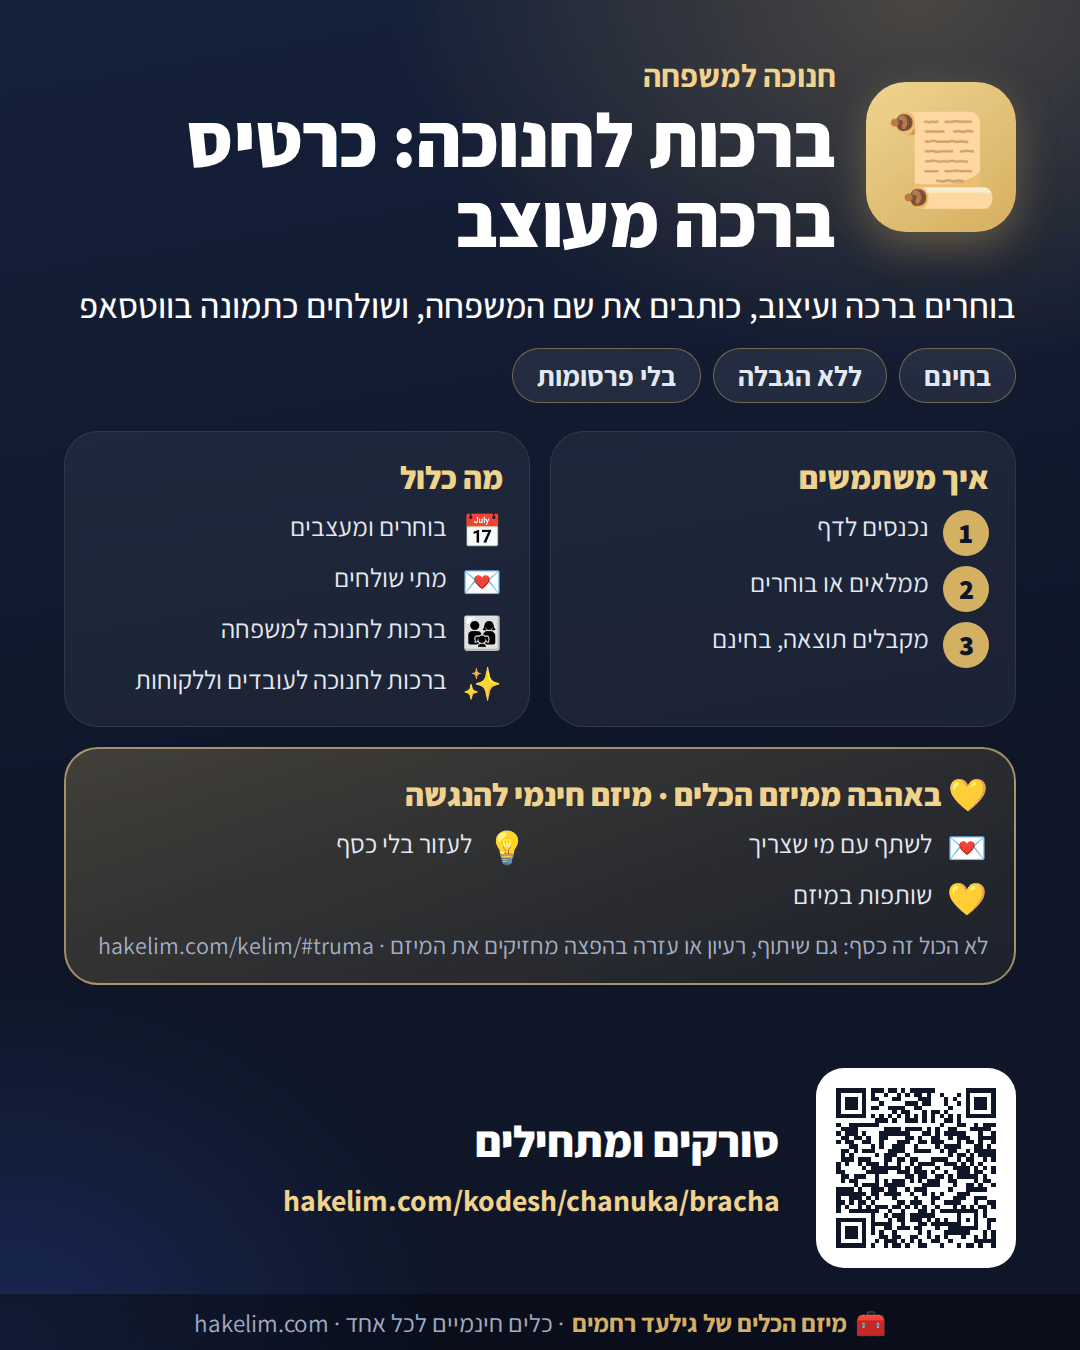 חנוכה למשפחה
ברכות לחנוכה: כרטיס
ברכה מעוצב
בוחרים ברכה ועיצוב, כותבים את שם המשפחה, ושולחים כתמונה בווטסאפ
בחינם
ללא הגבלה
בלי פרסומות
איך משתמשים
1 נכנסים לדף
2 ממלאים או בוחרים
3 מקבלים תוצאה, בחינם
מה כלול
July 17 בוחרים ומעצבים
מתי שולחים
ברכות לחנוכה למשפחה
ברכות לחנוכה לעובדים וללקוחות
באהבה ממיזם הכלים · מיזם חינמי להנגשה
לשתף עם מי שצריך
לעזור בלי כסף
שותפות במיזם
לא הכול זה כסף: גם שיתוף, רעיון או עזרה בהפצה מחזיקים את המיזם · hakelim.com/kelim/#truma
סורקים ומתחילים
hakelim.com/kodesh/chanuka/bracha
מיזם הכלים של גילעד רחמים · כלים חינמיים לכל אחד · hakelim.com